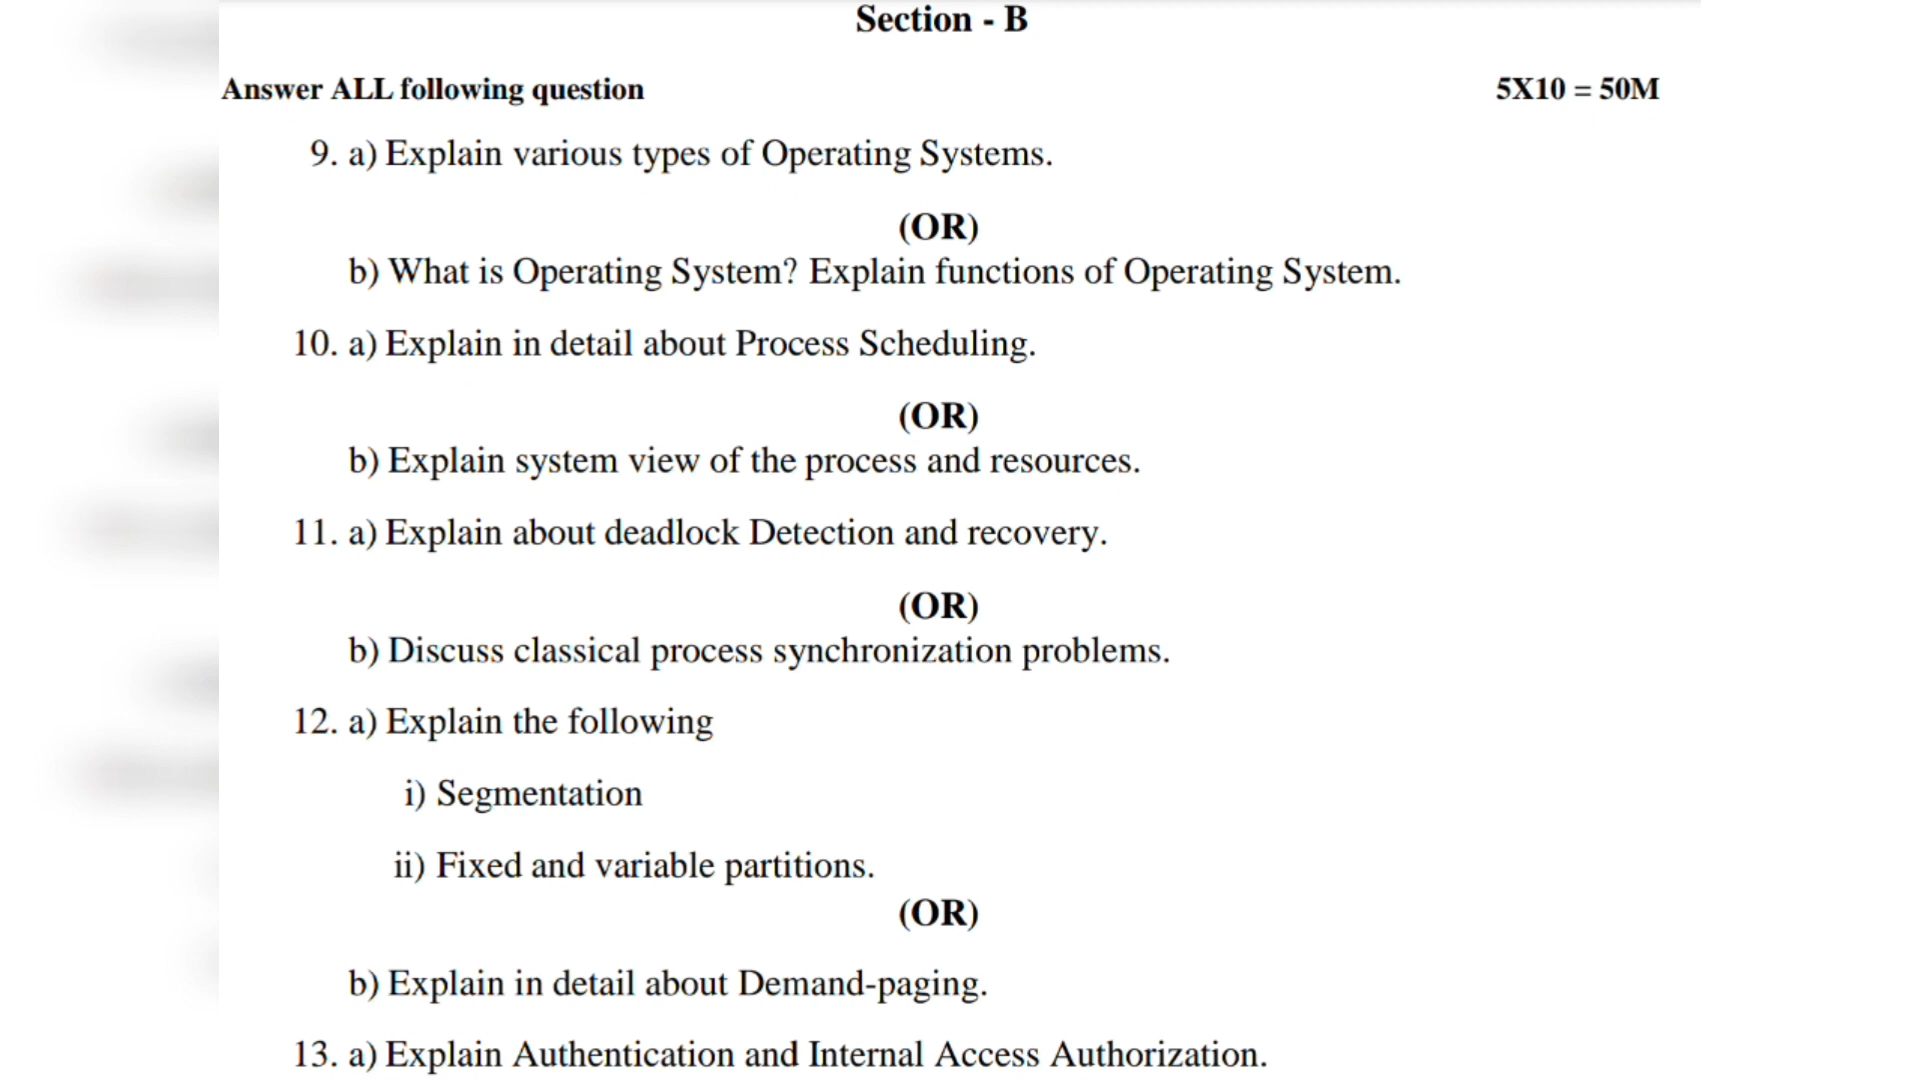 Section - B
Answer ALL following question 5X10 = 50M
9. a) Explain various types of Operating Systems.
(OR)
b) What is Operating System? Explain functions of Operating System.
10. a) Explain in detail about Process Scheduling.
(OR)
b) Explain system view of the process and resources.
11. a) Explain about deadlock Detection and recovery.
(OR)
b) Discuss classical process synchronization problems.
12. a) Explain the following
i) Segmentation
ii) Fixed and variable partitions.
(OR)
b) Explain in detail about Demand-paging.
13. a) Explain Authentication and Internal Access Authorization.